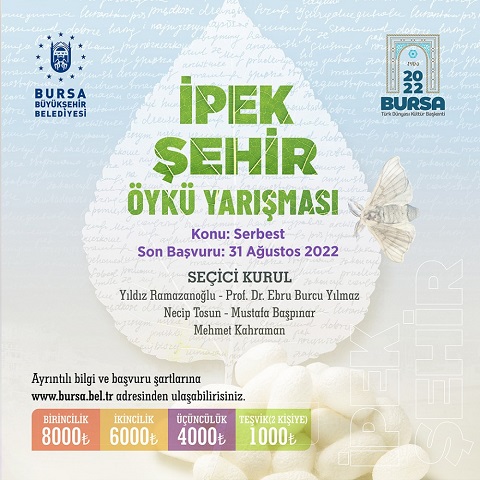 BURSA
BÜYÜKŞEHİR
BELEDİYESİ
2022
BURSA
Türk Dünyası Kültür Başkenti
İPEK
ŞEHİR
ÖYKÜ YARIŞMASI
Konu: Serbest
Son Başvuru: 31 Ağustos 2022
SEÇİCİ KURUL
Yıldız Ramazanoğlu - Prof. Dr. Ebru Burcu Yılmaz
Necip Tosun - Mustafa Başpınar
Mehmet Kahraman
Ayrıntılı bilgi ve başvuru şartlarına
www.bursa.bel.tr adresinden ulaşabilirisiniz.
BİRİNCİLİK İKİNCİLİK ÜÇÜNCÜLÜK TEŞVİK(2 KİŞİYE)
8000₺ 6000₺ 4000₺ 1000₺
İPEK
ŞEHİR